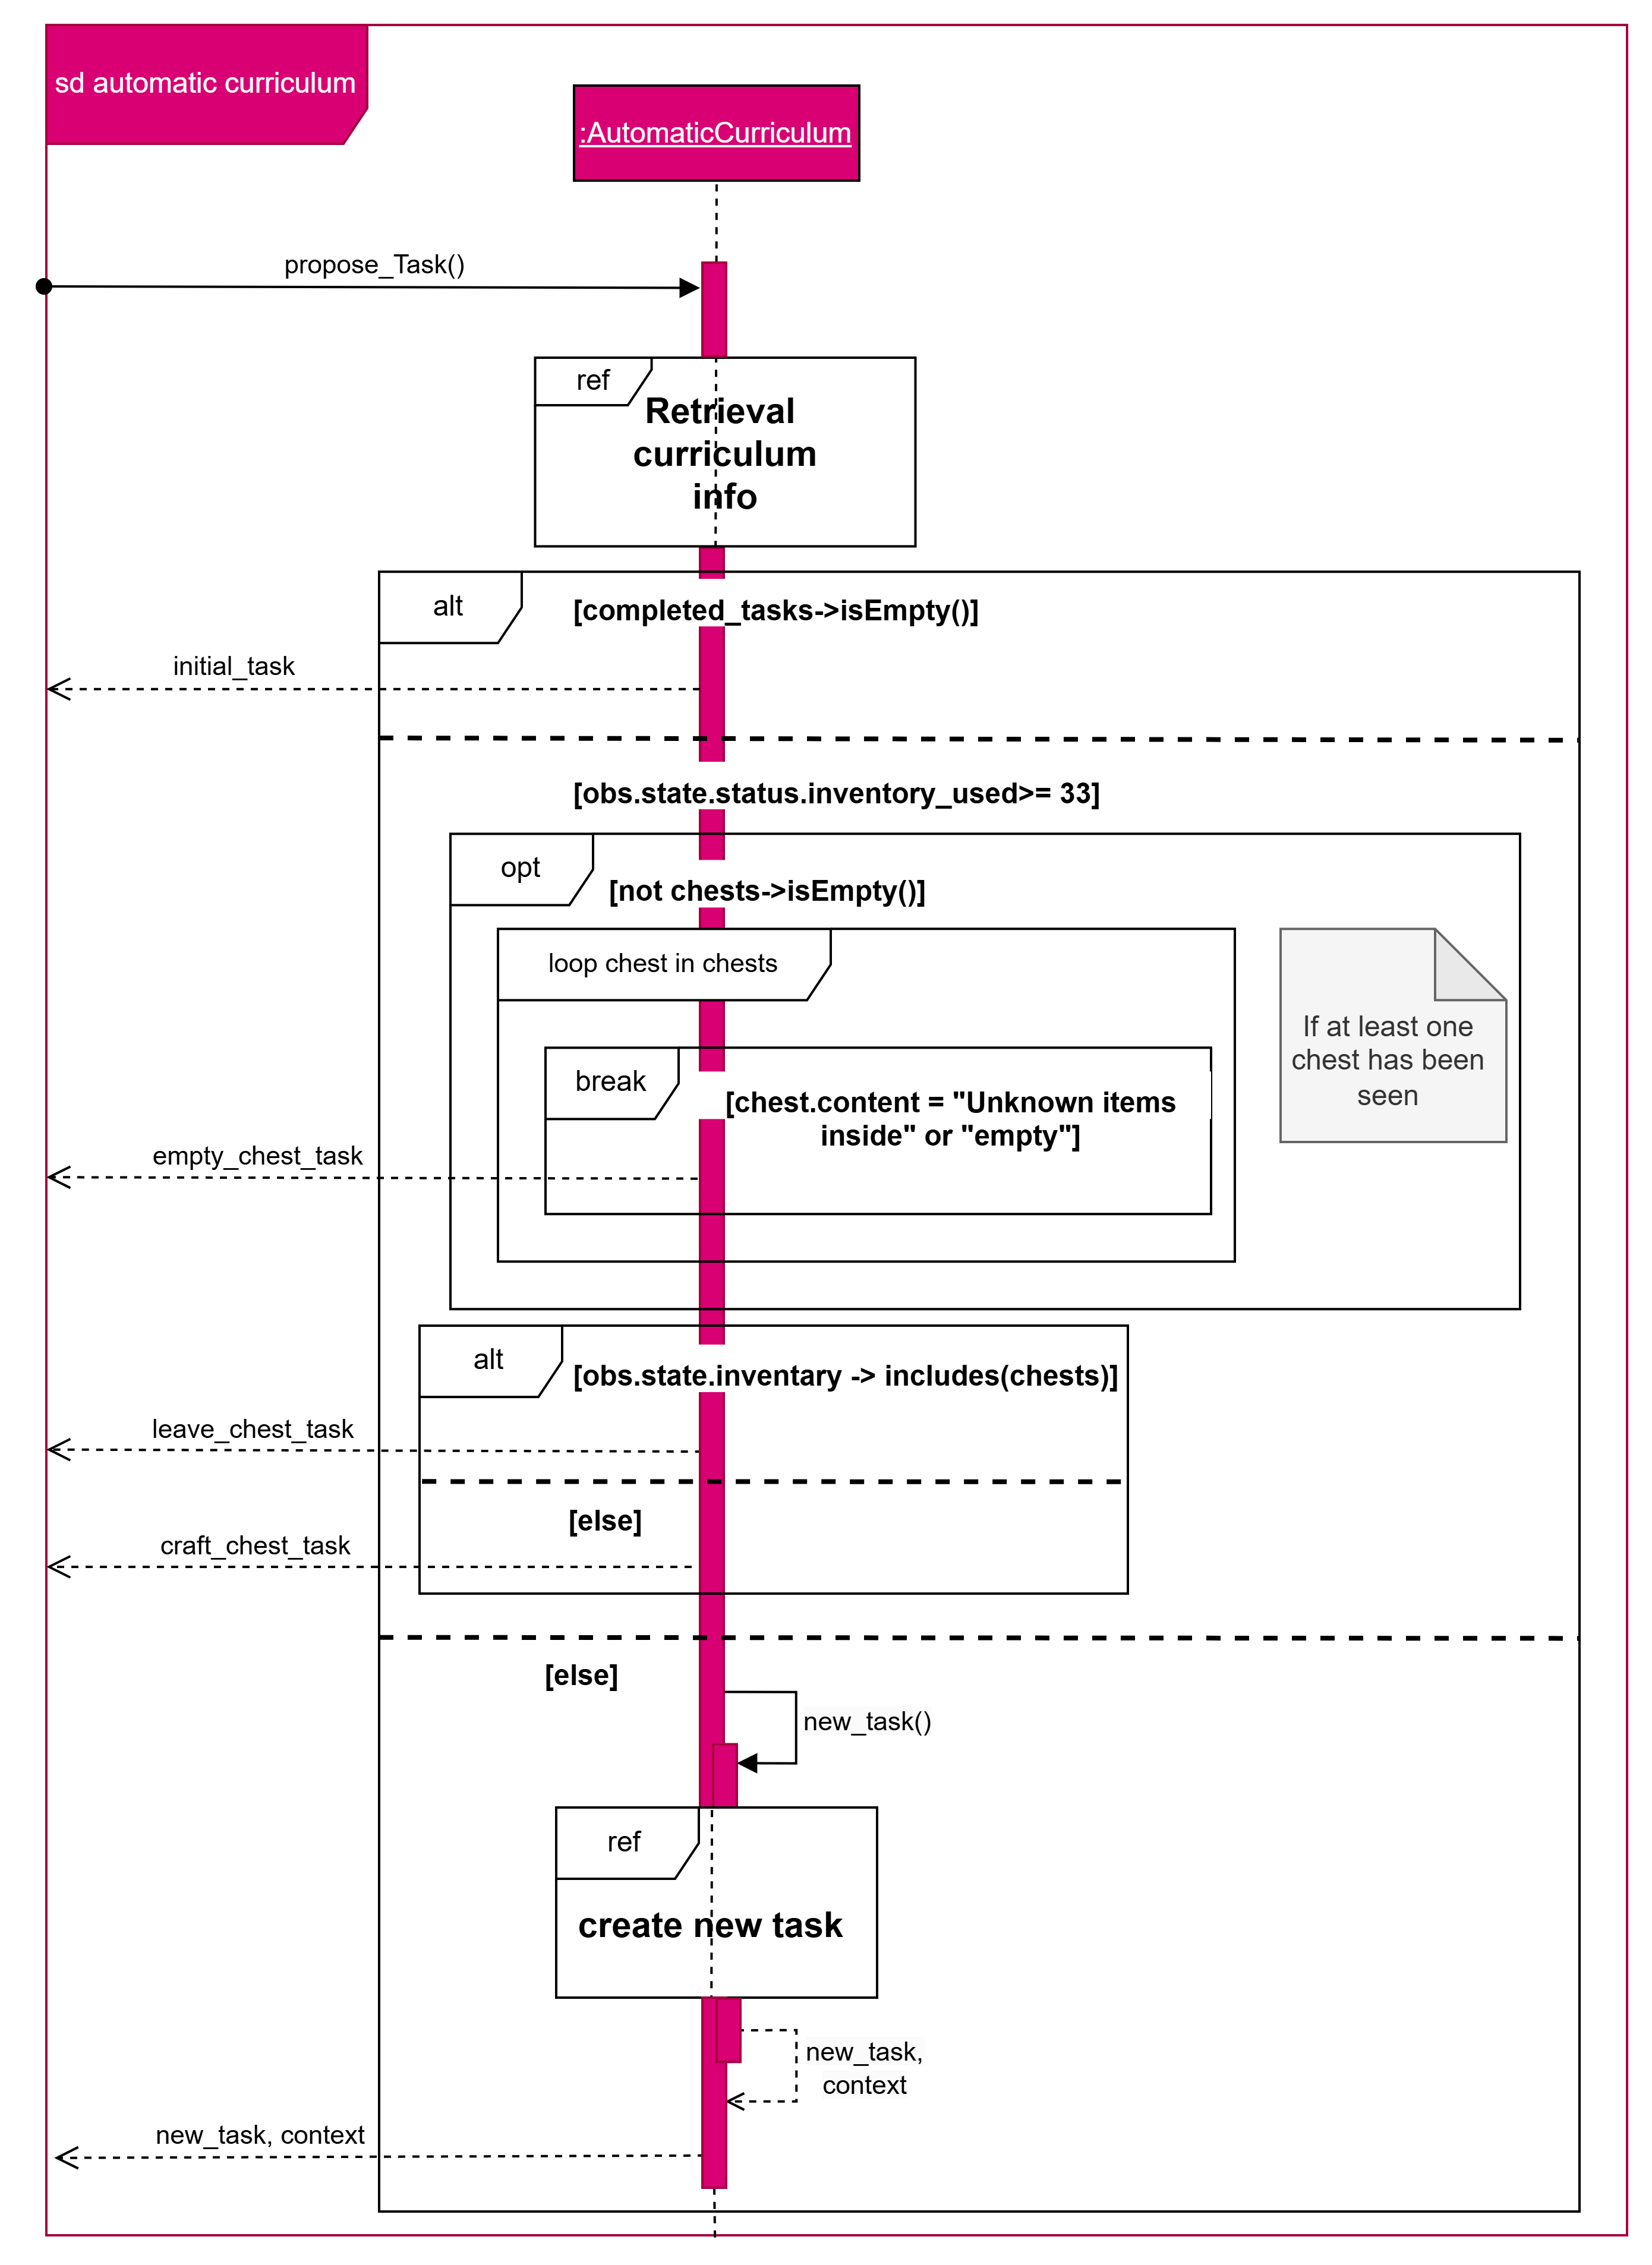 sd automatic curriculum
:AutomaticCurriculum
propose_Task()
ref
Retrieval
curriculum
info
alt
[completed_tasks->isEmpty()]
initial_task
[obs.state.status.inventory_used>= 33]
opt
[not chests->isEmpty()]
loop chest in chests
If at least one
chest has been
seen
break
[chest.content = "Unknown items
inside" or "empty"]
empty_chest_task
alt
[obs.state.inventary -> includes(chests)]
leave_chest_task
[else]
craft_chest_task
[else]
new_task()
ref
create new task
new_task,
context
new_task, context